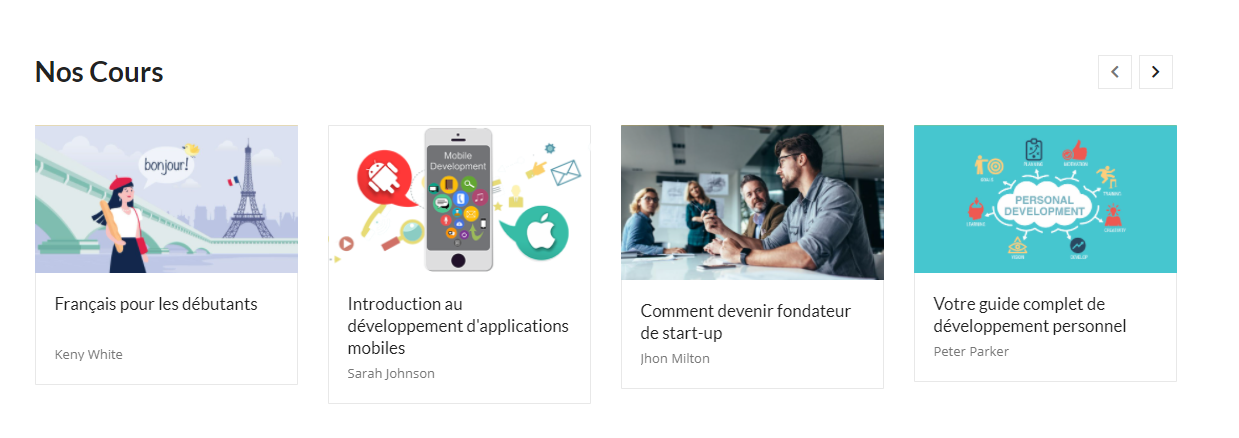 Nos Cours
bonjour!
Français pour les débutants
Keny White
Mobile
Development
Introduction au
développement d'applications
mobiles
Sarah Johnson
Comment devenir fondateur
de start-up
Jhon Milton
PERSONAL
DEVELOPMENT
Votre guide complet de
développement personnel
Peter Parker